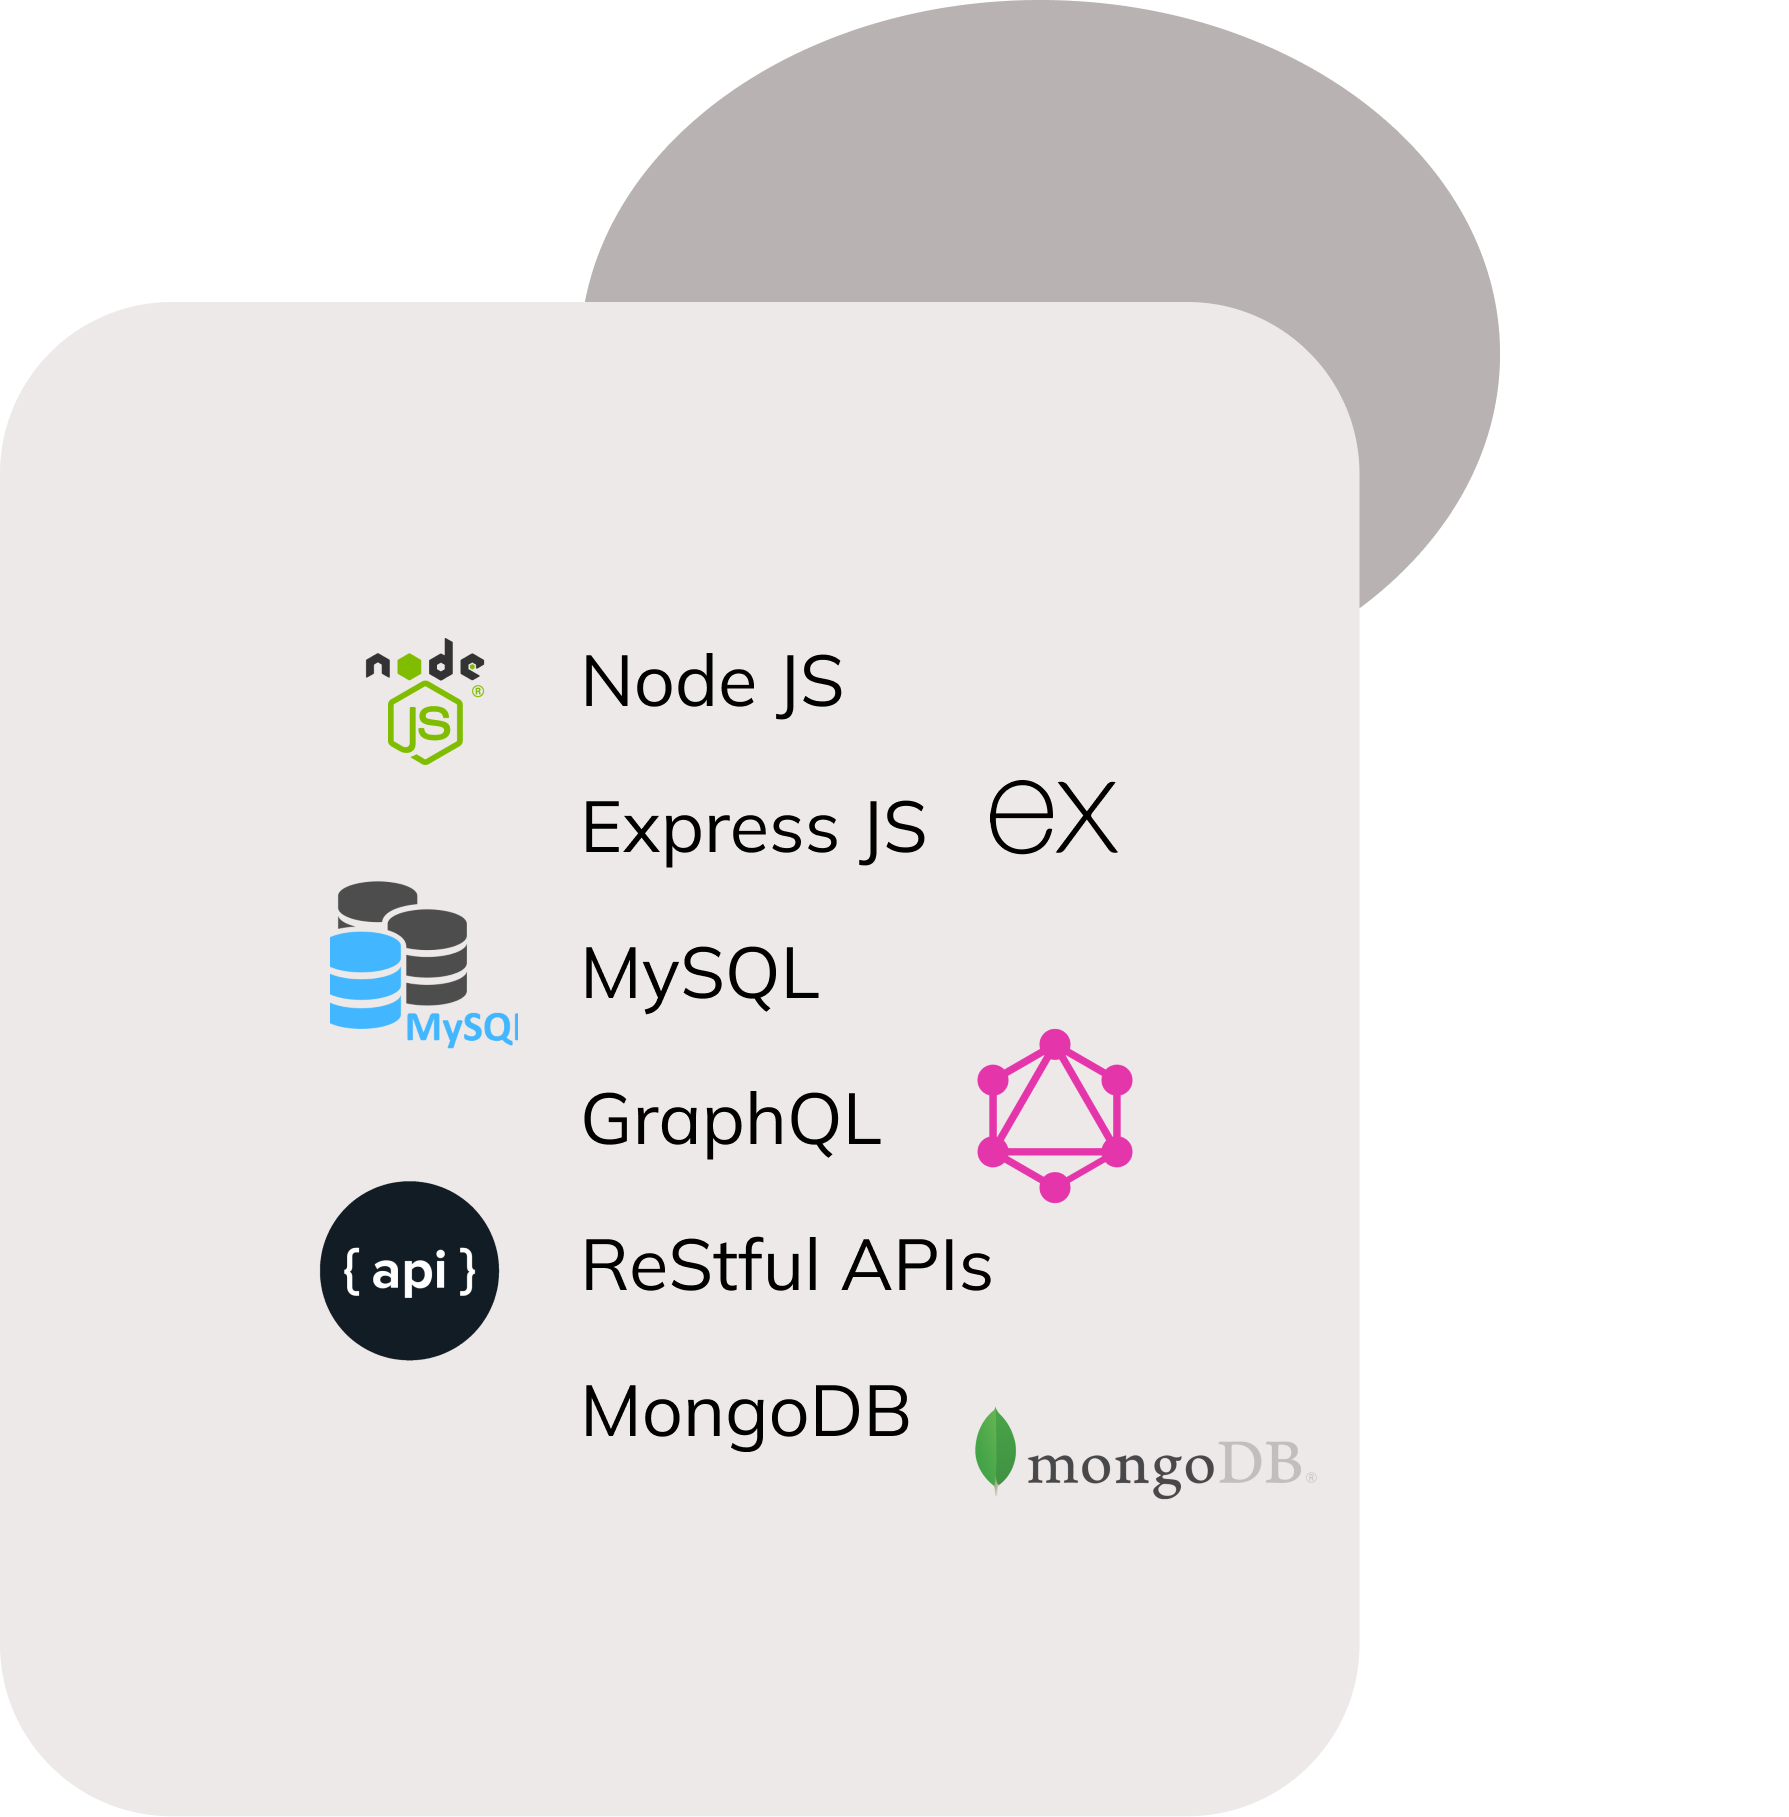 node
JS
®
Node JS
Express JS
ex
MySQL
MySQL
GraphQL
{ api }
ReStful APIs
MongoDB
mongoDB®